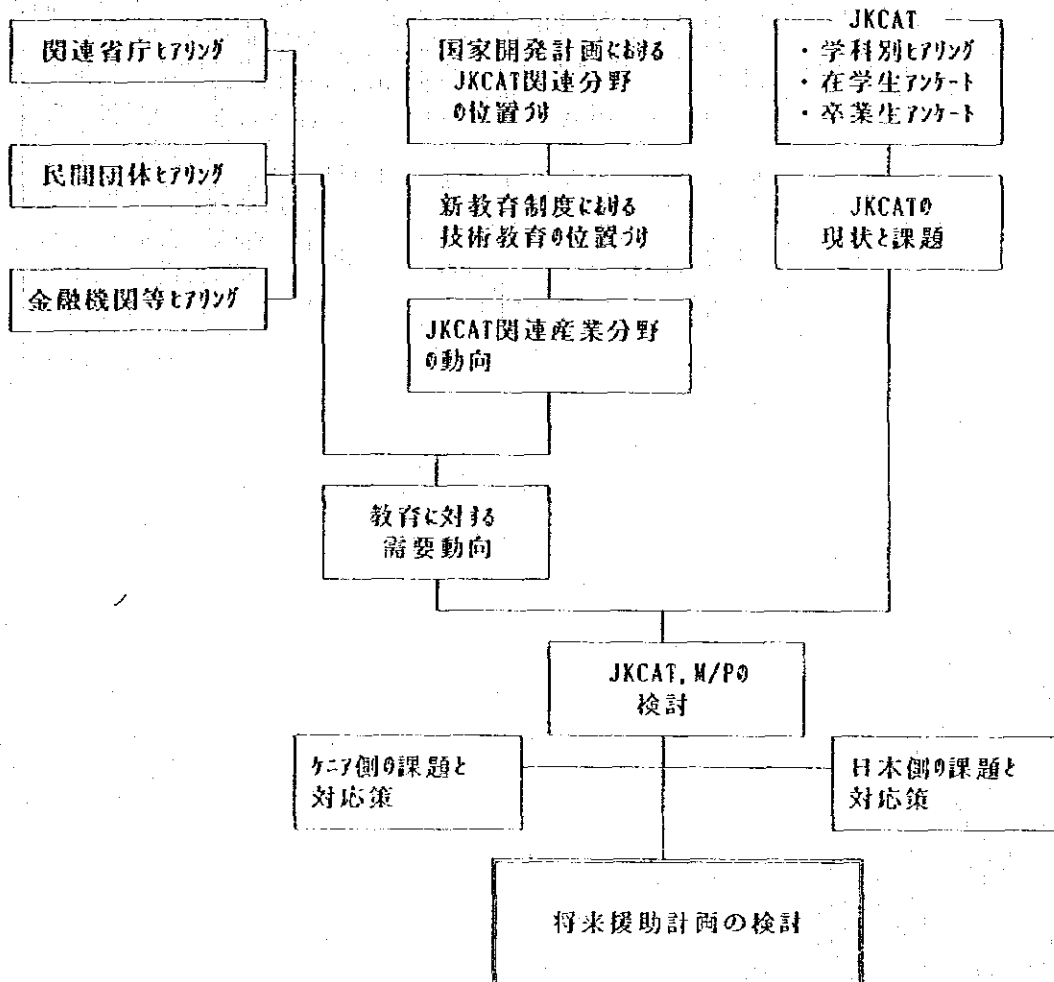 関連省庁ヒアリング
民間団体ヒアリング
金融機関等ヒアリング
国家開発計画における
JKCAT関連分野
の位置づけ
新教育制度における
技術教育の位置づけ
JKCAT関連産業分野
の動向
JKCAT
・学科別ヒアリング
・在学生アンケート
・卒業生アンケート
JKCATの
現状と課題
教育に対する
需要動向
JKCAT, M/Pの
検討
ケニア側の課題と
対応策
日本側の課題と
対応策
将来援助計画の検討